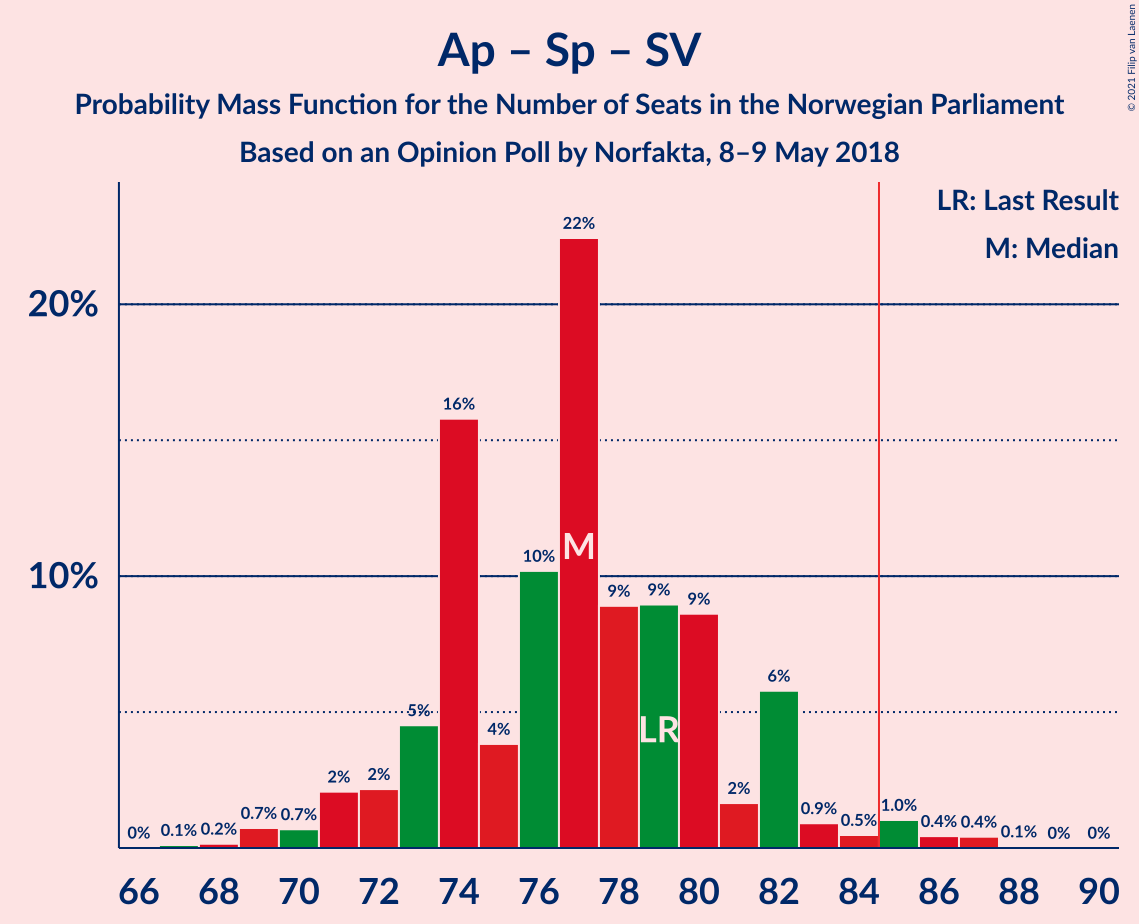 Ap – Sp – SV
Probability Mass Function for the Number of Seats in the Norwegian Parliament
Based on an Opinion Poll by Norfakta, 8–9 May 2018
© 2021 Filip van Laenen
LR: Last Result
M: Median
20%
10%
0% 0.1% 0.2% 0.7% 0.7% 2% 2% 5% 16% 4% 10% 22% 9% 9% 9% 2% 6% 0.9% 0.5% 1.0% 0.4% 0.4% 0.1% 0% 0%
M
LR
66 68 70 72 74 76 78 80 82 84 86 88 90